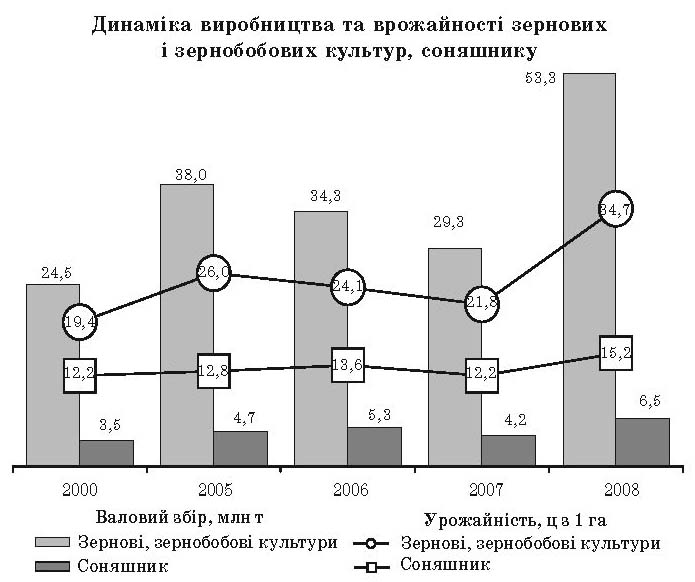 Динаміка виробництва та врожайності зернових
і зернобобових культур, соняшнику
53,3
38,0
34,3
29,3
34,7
24,5
26,0
24,1
21,8
19,4
12,2
12,8
13,6
12,2
15,2
3,5
4,7
5,3
4,2
6,5
2000 2005 2006 2007 2008
Валовий збір, млн т
Зернові, зернобобові культури
Соняшник
Урожайність, ц з 1 га
Зернові, зернобобові культури
Соняшник